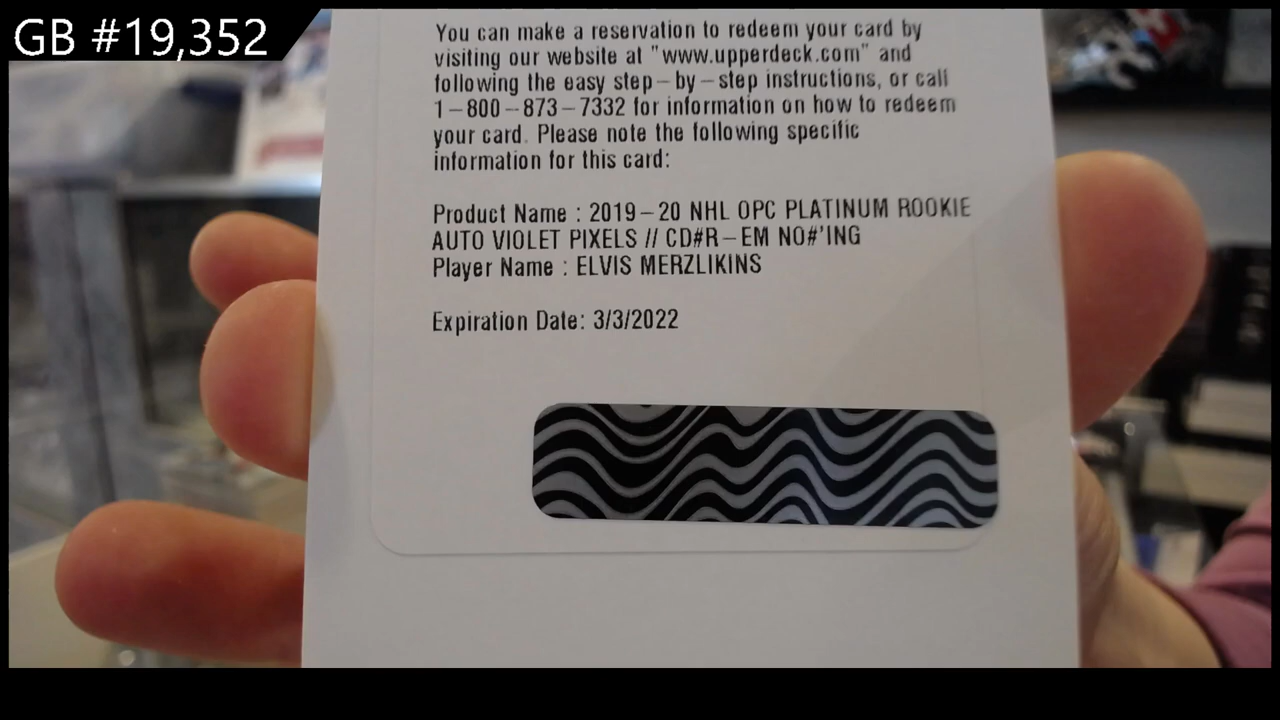 GB #19,352
You can make a reservation to redeem your card by
visiting our website at "www.upperdeck.com" and
following the easy step-by-step instructions, or call
1-800-873-7332 for information on how to redeem
your card. Please note the following specific
information for this card:
Product Name : 2019-20 NHL OPC PLATINUM ROOKIE
AUTO VIOLET PIXELS // CD#R-EM NO#'ING
Player Name : ELVIS MERZLIKINS
Expiration Date: 3/3/2022